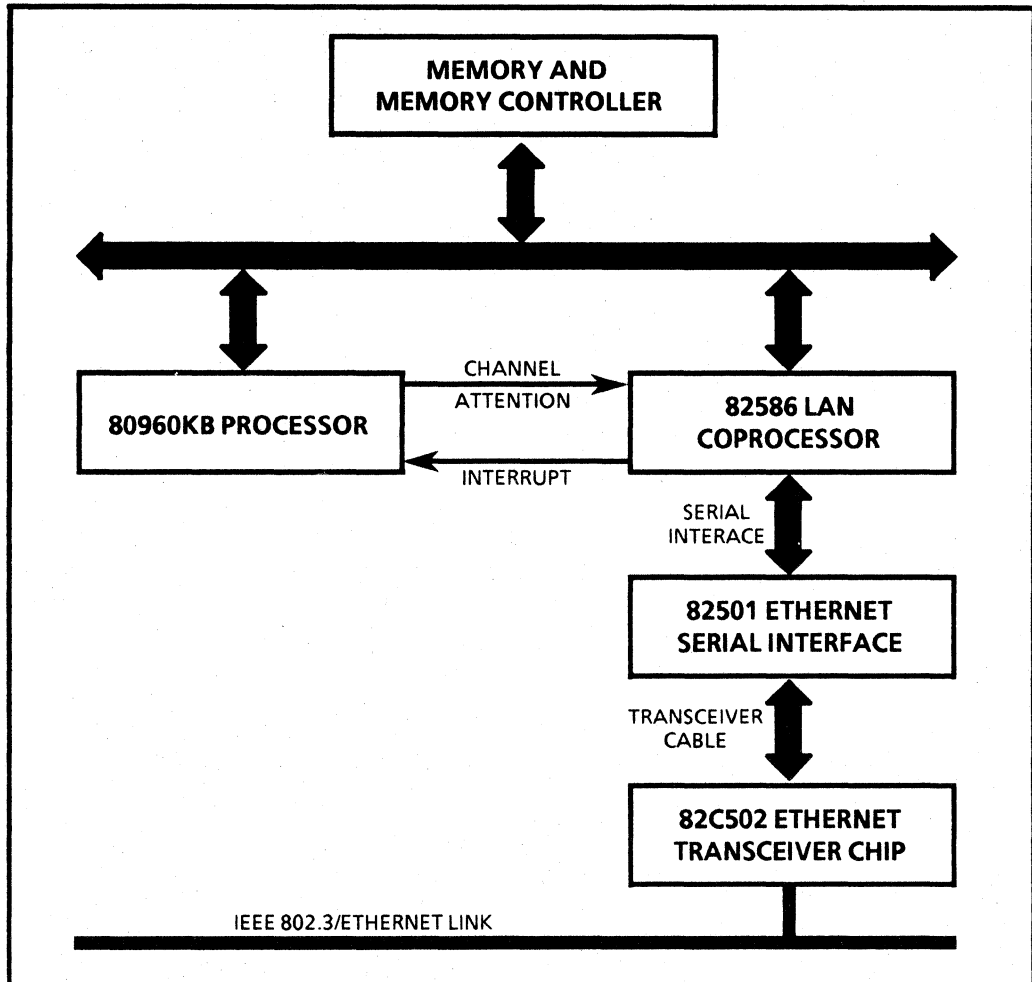 MEMORY AND
MEMORY CONTROLLER
CHANNEL
ATTENTION
80960KB PROCESSOR
82586 LAN
COPROCESSOR
INTERRUPT
SERIAL
INTERACE
82501 ETHERNET
SERIAL INTERFACE
TRANSCEIVER
CABLE
82C502 ETHERNET
TRANSCEIVER CHIP
IEEE 802.3/ETHERNET LINK